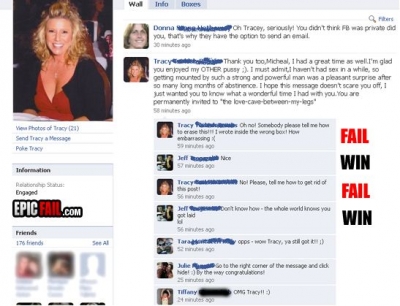 Wall Info Boxes
Filters
Donna Oh Tracey, seriously! You didn't think FB was private did
you, that's why they have the option to send an email.
30 minutes ago
Tracy Thank you too,Micheal, I had a great time as well.I'm glad
you enjoyed my OTHER pussy ;). I must admit,I haven't had sex in a while, so
getting mounted by such a strong and powerful man was a pleasant surprise after
so many long months of abstinence. I hope this message doesn't scare you off, I
just wanted you to know what a wonderful time I had with you.You are
permanently invited to "the love-cave-between-my-legs"
58 minutes ago
Tracy Oh no! Somebody please tell me how
to erase this!!! I wrote inside the wrong box! How
embarrassing :(
59 minutes ago
FAIL
Jeff Nice
57 minutes ago
WIN
Tracy No! Please, tell me how to get rid of
this post!
56 minutes ago
FAIL
Jeff Don't know how - the whole world knows you
got laid
lol
56 minutes ago
WIN
Tara opps - wow Tracy, ya still got it!! ;)
52 minutes ago
Julie Go to the right corner of the message and click
hide! :) By the way congratulations!
25 minutes ago
Tiffany OMG Tracy!! :)
24 minutes ago
View Photos of Tracy (21)
Send Tracy a Message
Poke Tracy
Information
Relationship Status:
Engaged
EPICFAIL.com
Friends
176 friends See All